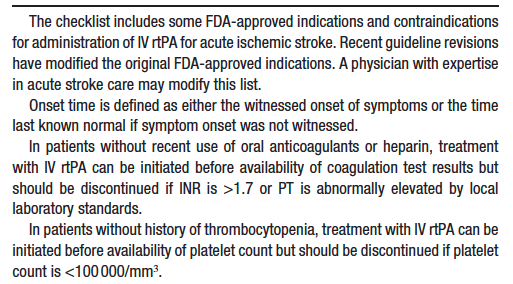 The checklist includes some FDA-approved indications and contraindications
for administration of IV rtPA for acute ischemic stroke. Recent guideline revisions
have modified the original FDA-approved indications. A physician with expertise
in acute stroke care may modify this list.
Onset time is defined as either the witnessed onset of symptoms or the time
last known normal if symptom onset was not witnessed.
In patients without recent use of oral anticoagulants or heparin, treatment
with IV rtPA can be initiated before availability of coagulation test results but
should be discontinued if INR is >1.7 or PT is abnormally elevated by local
laboratory standards.
In patients without history of thrombocytopenia, treatment with IV rtPA can be
initiated before availability of platelet count but should be discontinued if platelet
count is <100 000/mm³.